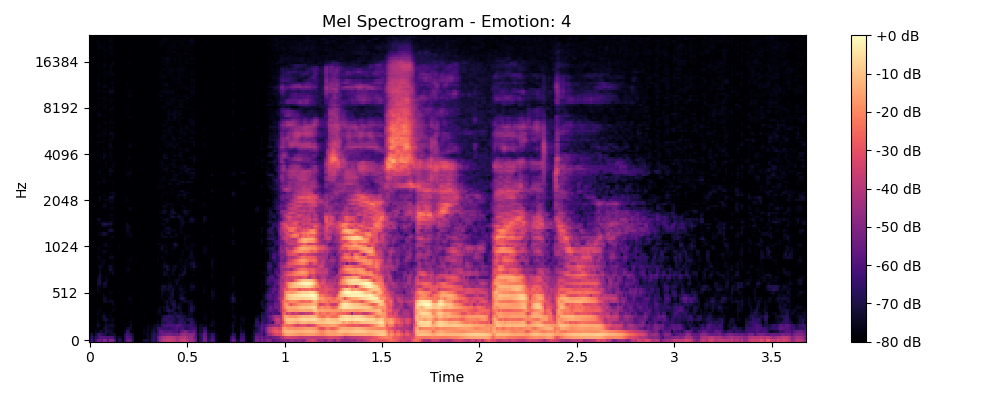 Mel Spectrogram - Emotion: 4
Hz
16384
8192
4096
2048
1024
512
0
0 0.5 1 1.5 2 2.5 3 3.5
Time
+0 dB
-10 dB
-20 dB
-30 dB
-40 dB
-50 dB
-60 dB
-70 dB
-80 dB